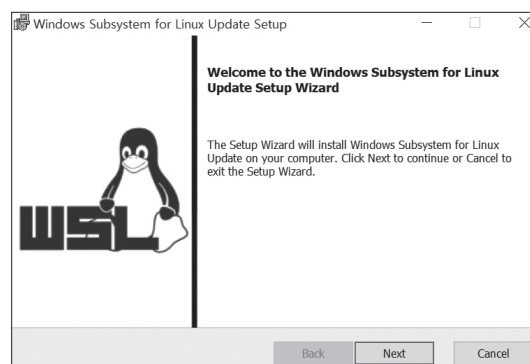 Windows Subsystem for Linux Update Setup
Welcome to the Windows Subsystem for Linux
Update Setup Wizard
The Setup Wizard will install Windows Subsystem for Linux
Update on your computer. Click Next to continue or Cancel to
exit the Setup Wizard.
WSL
Back Next Cancel